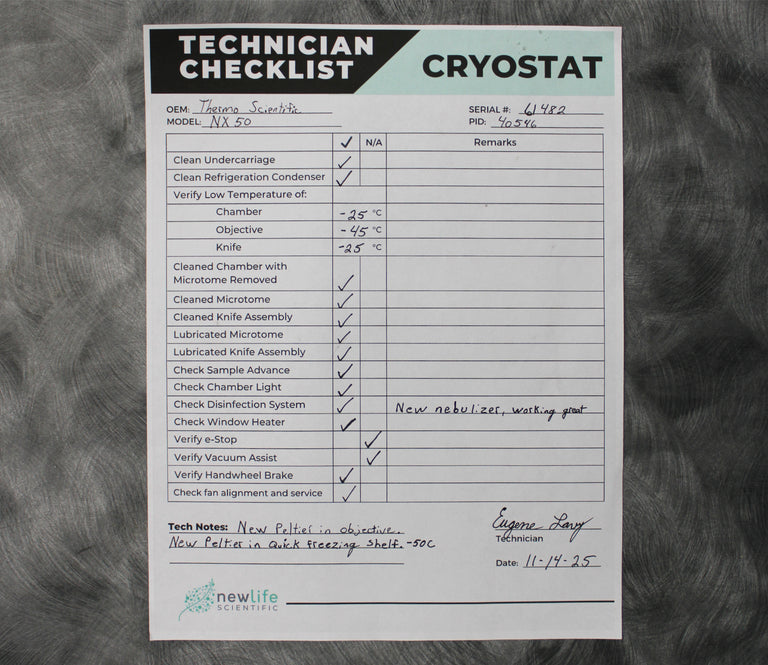 TECHNICIAN CHECKLIST
CRYOSTAT
OEM: Thermo Scientific
SERIAL #: 61482
MODEL: NX50
PID: 40546
✓ N/A Remarks
Clean Undercarriage ✓
Clean Refrigeration Condenser ✓
Verify Low Temperature of:
Chamber -25 °C
Objective -45 °C
Knife -25 °C
Cleaned Chamber with
Microtome Removed ✓
Cleaned Microtome ✓
Cleaned Knife Assembly ✓
Lubricated Microtome ✓
Lubricated Knife Assembly ✓
Check Sample Advance ✓
Check Chamber Light ✓
Check Disinfection System ✓ New nebulizer, working great
Check Window Heater ✓
Verify e-Stop ✓
Verify Vacuum Assist ✓
Verify Handwheel Brake ✓
Check fan alignment and service ✓
Tech Notes: New Peltier in objective.
New Peltier in Quick freezing shelf. -50C
Eugene Lavy
Technician
Date: 11-14-25
newlife
SCIENTIFIC